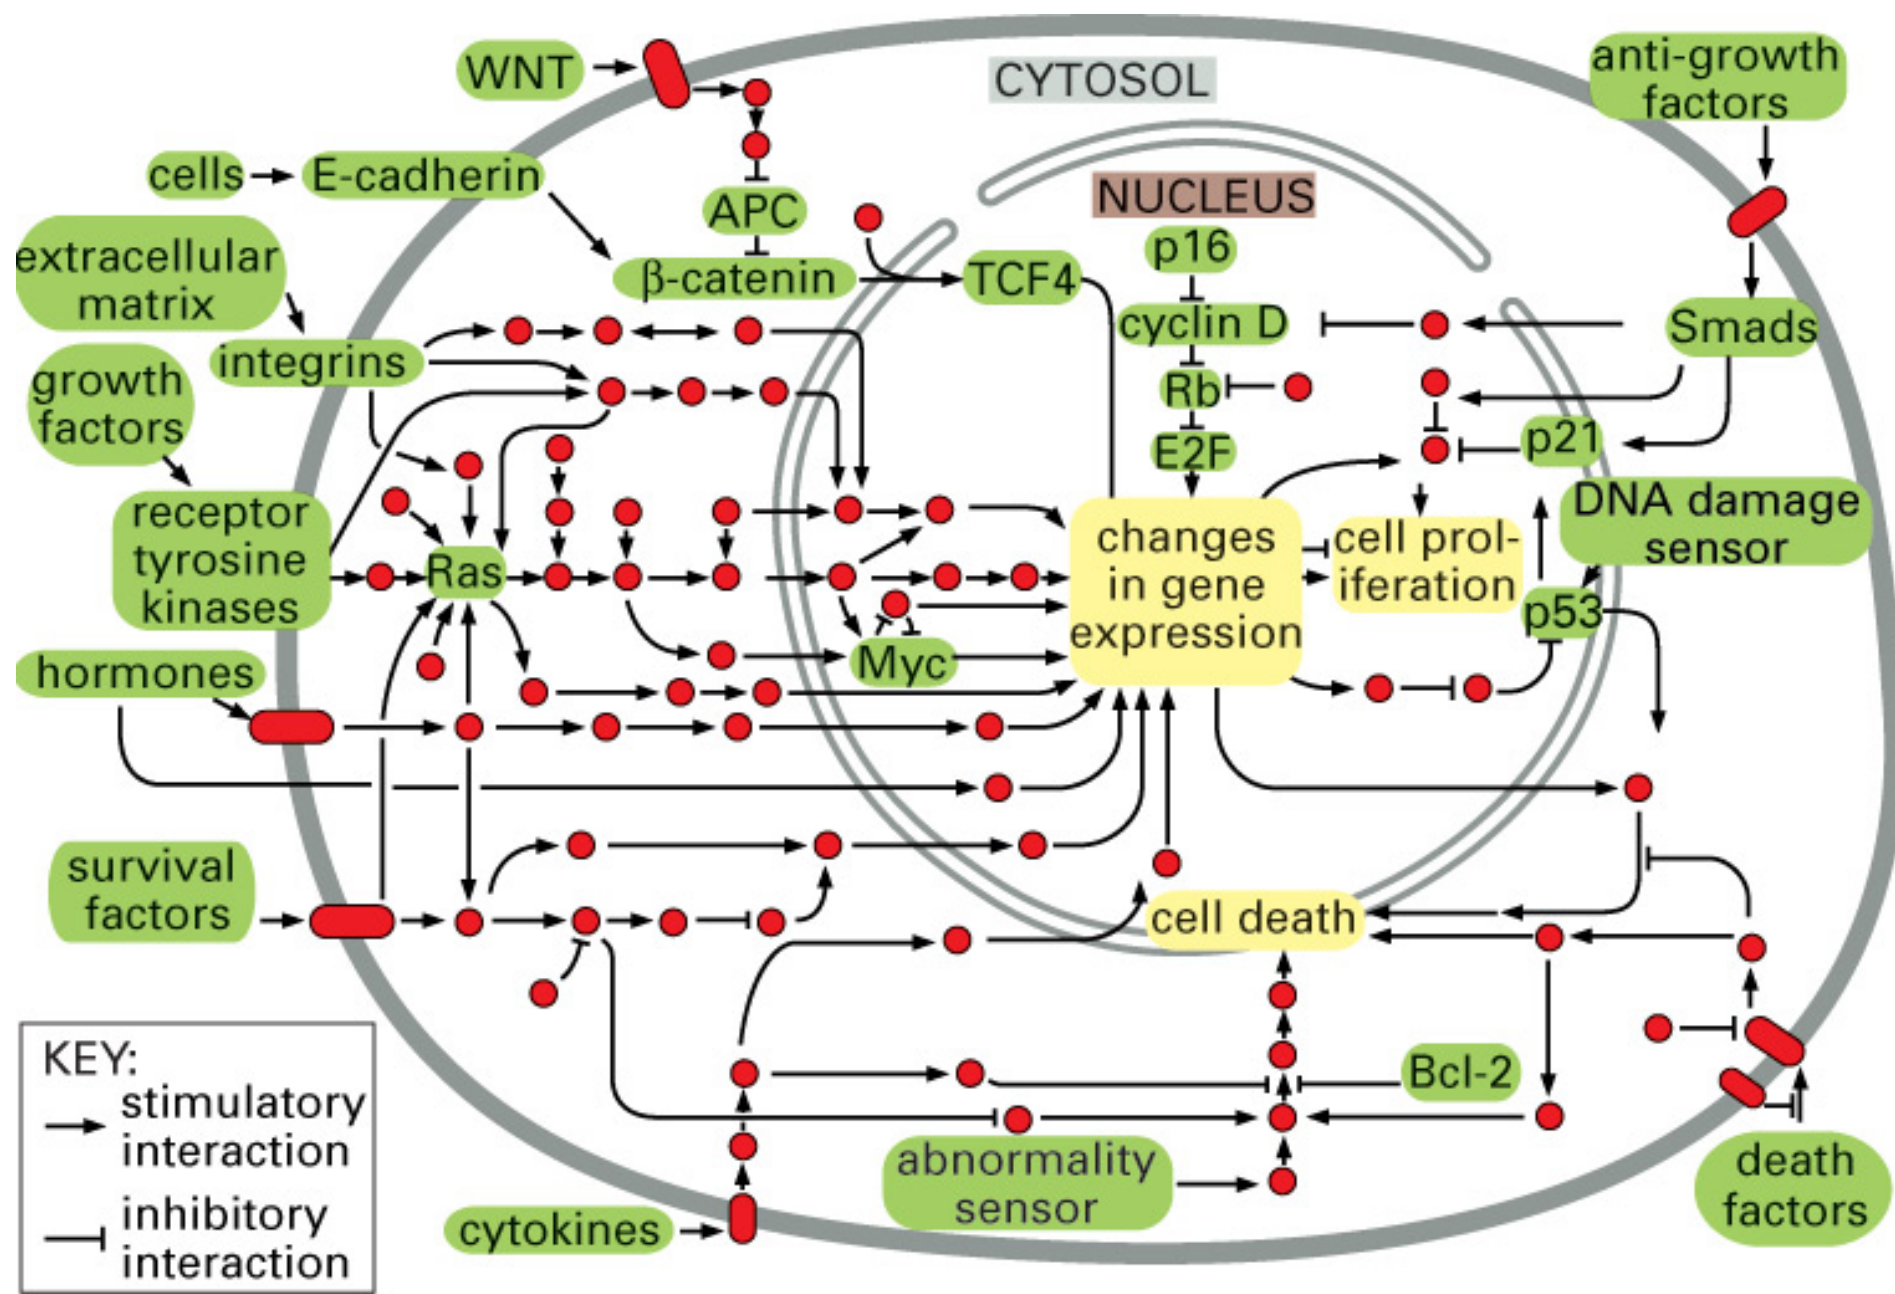 WNT
CYTOSOL
anti-growth
factors
cells
E-cadherin
APC
NUCLEUS
p16
extracellular
matrix
β-catenin
TCF4
cyclin D
Smads
integrins
growth
factors
Rb
p21
E2F
receptor
tyrosine
kinases
Ras
changes
in gene
expression
cell prol-
iferation
DNA damage
sensor
p53
hormones
Myc
survival
factors
cell death
KEY:
stimulatory
interaction
inhibitory
interaction
Bcl-2
abnormality
sensor
cytokines
death
factors